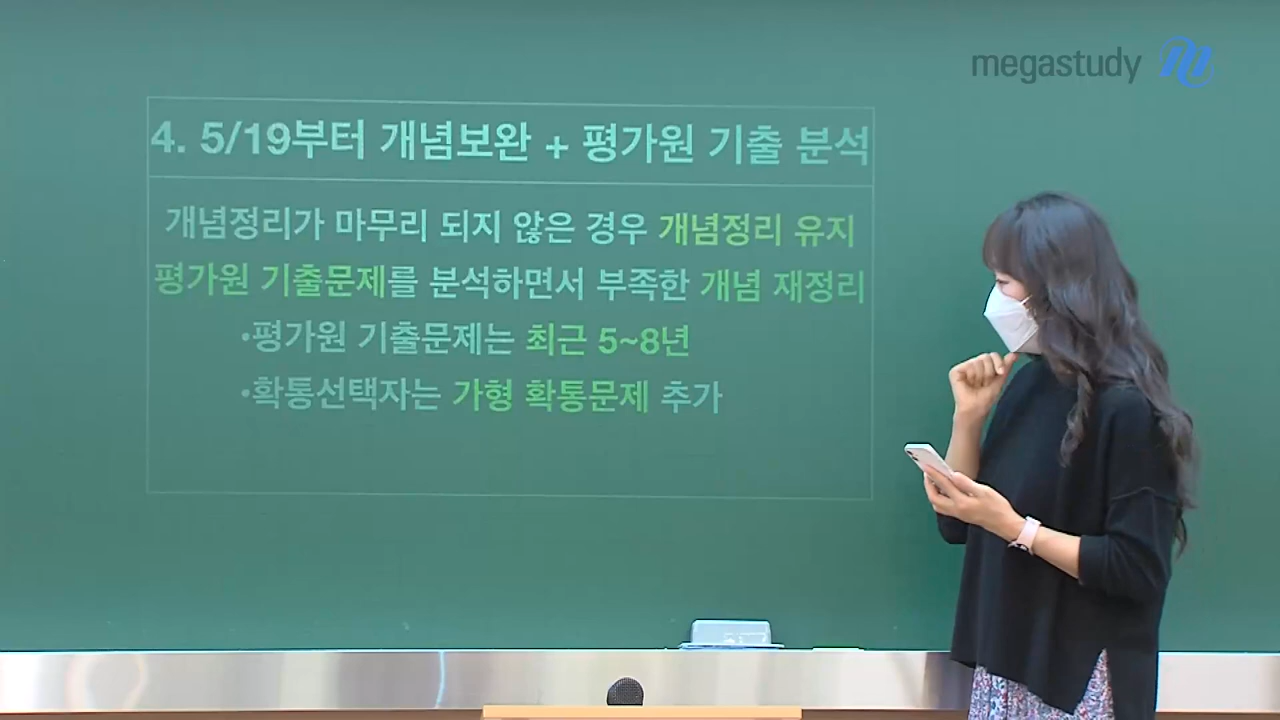 megastudy
4. 5/19부터 개념보완 + 평가원 기출 분석
개념정리가 마무리 되지 않은 경우 개념정리 유지
평가원 기출문제를 분석하면서 부족한 개념 재정리
•평가원 기출문제는 최근 5~8년
•확통선택자는 가형 확통문제 추가